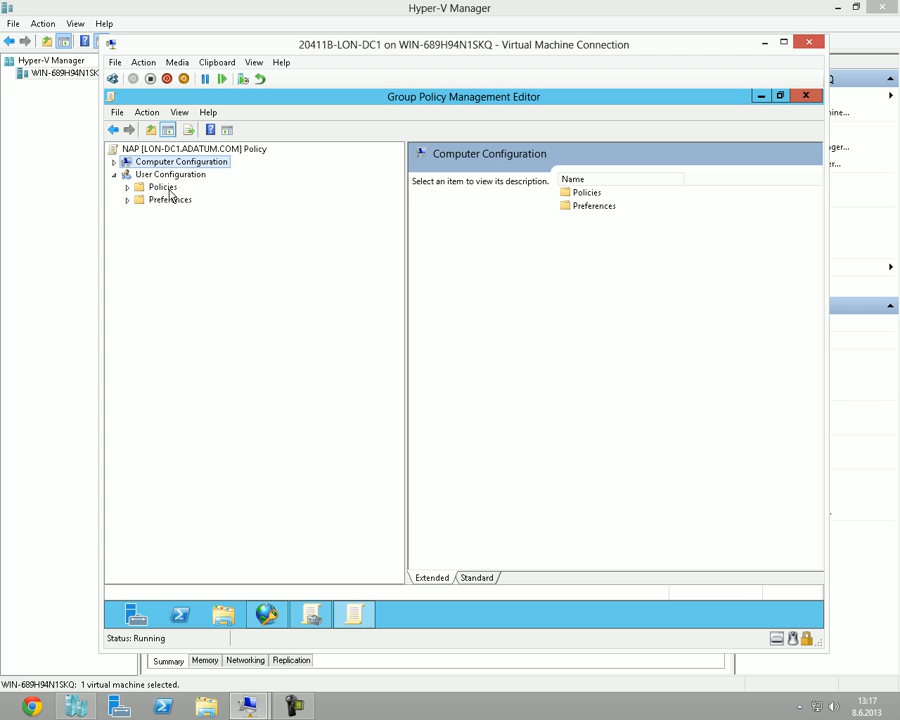 Hyper-V Manager
File Action View Help
Hyper-V Manager
WIN-689H94N1SK
20411B-LON-DC1 on WIN-689H94N1SKQ - Virtual Machine Connection
File Action Media Clipboard View Help
Group Policy Management Editor
File Action View Help
NAP [LON-DC1.ADATUM.COM] Policy
Computer Configuration
User Configuration
Policies
Preferences
Computer Configuration
Select an item to view its description.
Name
Policies
Preferences
Extended Standard
Q
ine...
ger...
er...
Status: Running
Summary Memory Networking Replication
WIN-689H94N1SKQ: 1 virtual machine selected.
13:17
8.6.2013